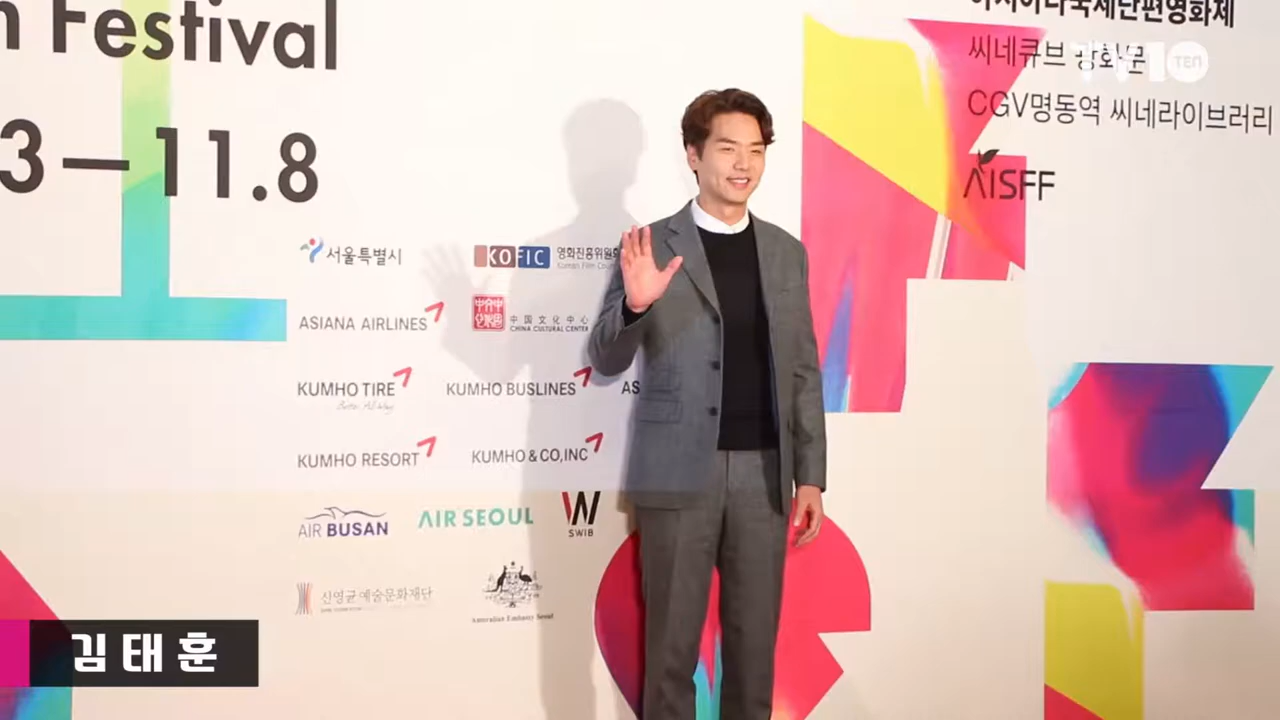 Festival
3 — 11.8
씨네큐브 광화문
CGV명동역 씨네라이브러리
AISFF
TEN
서울특별시
KOFIC 영화진흥위원회
Korean Film Coun
ASIANA AIRLINES
中国文化中心
CHINA CULTURAL CENTER
KUMHO TIRE
KUMHO BUSLINES
AS
KUMHO RESORT
KUMHO & CO,INC
AIR BUSAN
AIR SEOUL
W
SWIB
신영균예술문화재단
Australian Embassy Seoul
김태훈